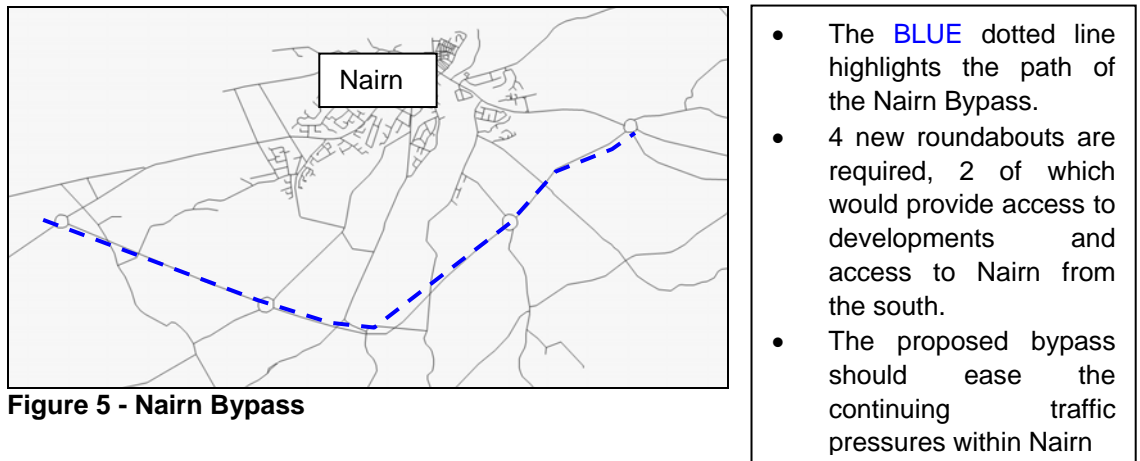 Nairn
Figure 5 - Nairn Bypass
• The BLUE dotted line
highlights the path of
the Nairn Bypass.
• 4 new roundabouts are
required, 2 of which
would provide access to
developments and
access to Nairn from
the south.
• The proposed bypass
should ease the
continuing traffic
pressures within Nairn